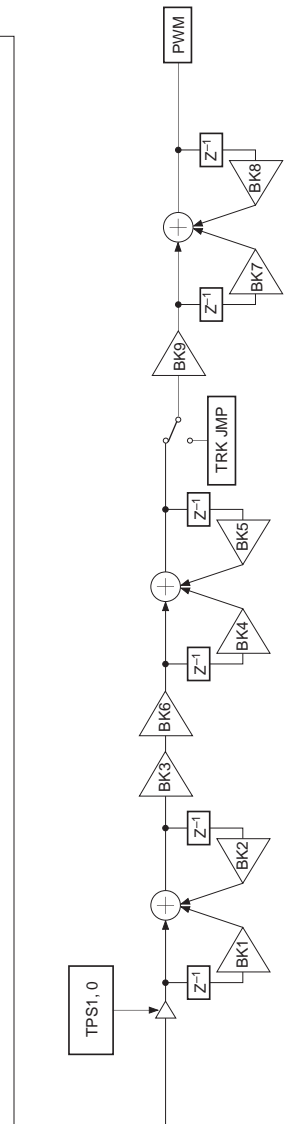 TPS1, 0
Z⁻¹
BK1
Z⁻¹
BK2
BK3
BK6
Z⁻¹
BK4
Z⁻¹
BK5
TRK JMP
BK9
Z⁻¹
BK7
Z⁻¹
BK8
PWM